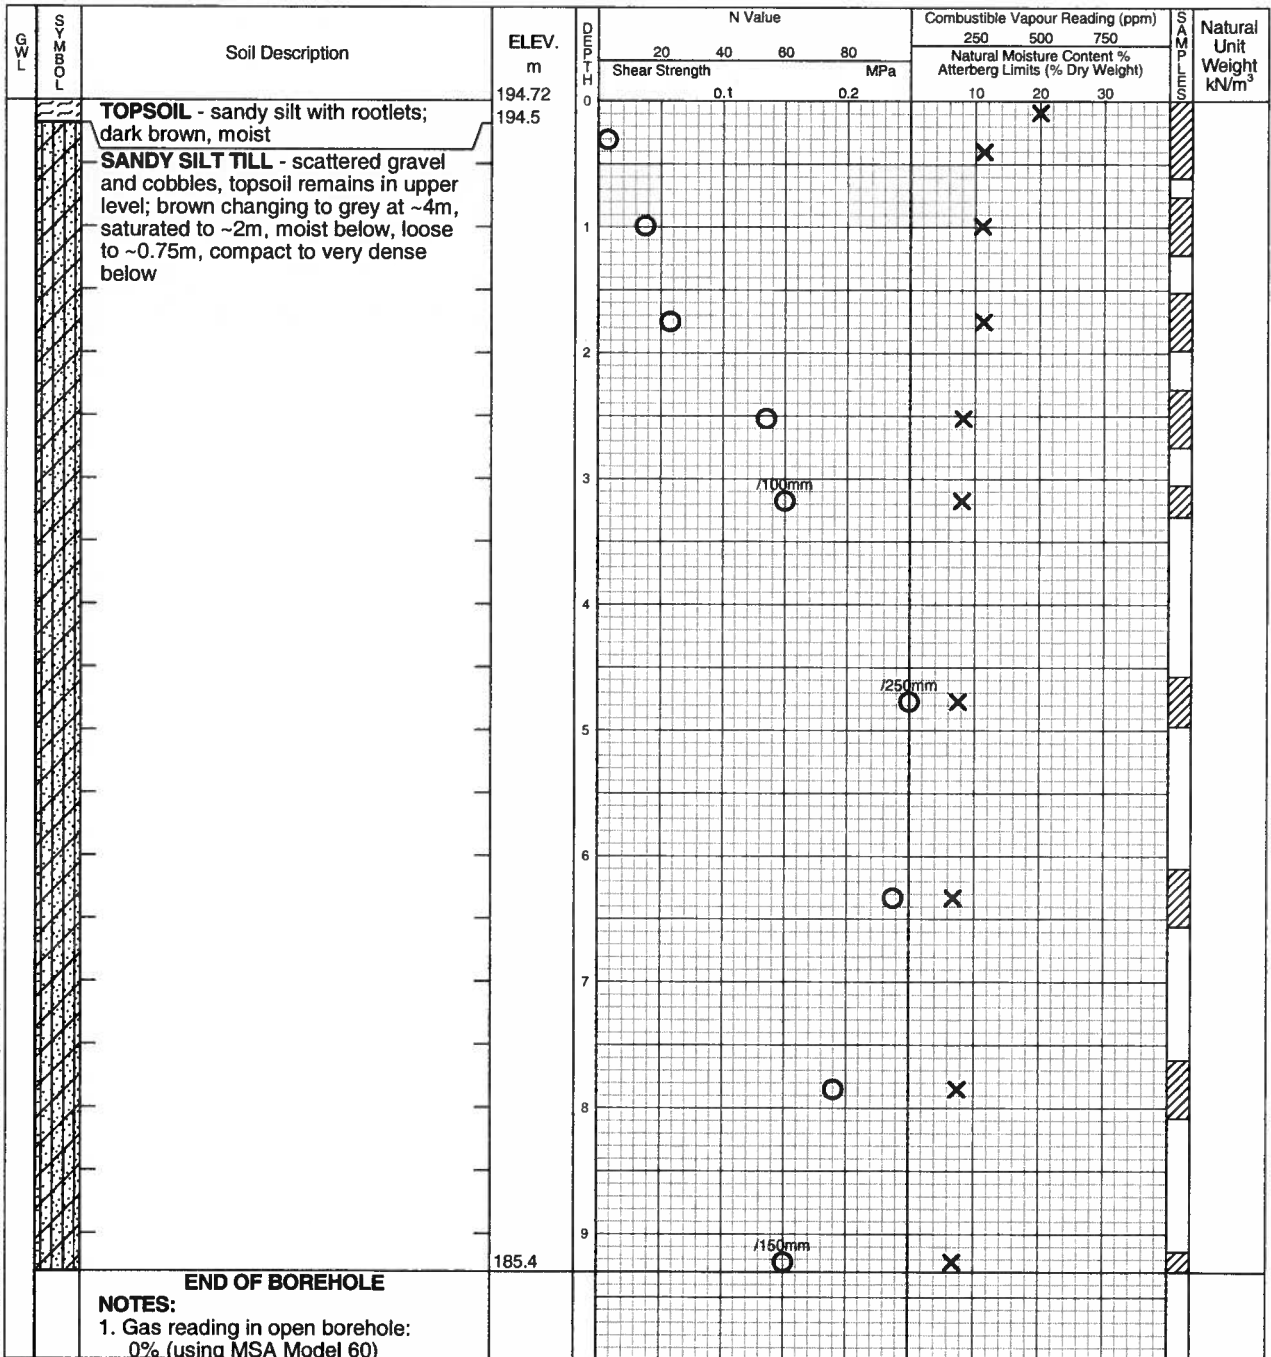 GWL
SYMBOL
Soil Description
ELEV.
m
DEPTH
N Value
20 40 60 80
Shear Strength MPa
0.1 0.2
Combustible Vapour Reading (ppm)
250 500 750
Natural Moisture Content %
Atterberg Limits (% Dry Weight)
10 20 30
SAMPLES
Natural
Unit
Weight
kN/m³
194.72
0
TOPSOIL - sandy silt with rootlets;
dark brown, moist
194.5
SANDY SILT TILL - scattered gravel
and cobbles, topsoil remains in upper
level; brown changing to grey at ~4m,
saturated to ~2m, moist below, loose
to ~0.75m, compact to very dense
below
1
2
3
/100mm
4
/250mm
5
6
7
8
9
/150mm
185.4
END OF BOREHOLE
NOTES:
1. Gas reading in open borehole:
0% (using MSA Model 60)